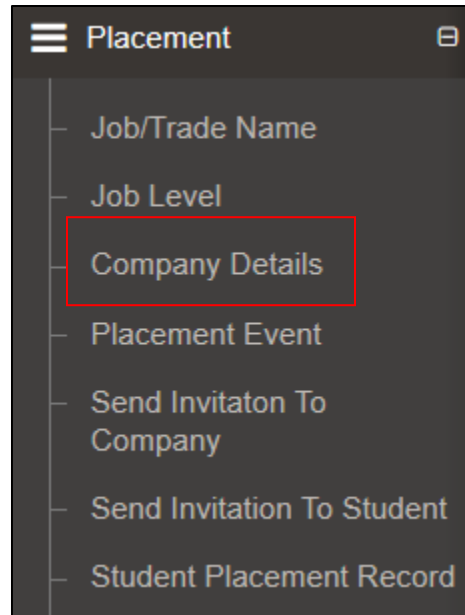 Placement
Job/Trade Name
Job Level
Company Details
Placement Event
Send Invitaton To
Company
Send Invitation To Student
Student Placement Record